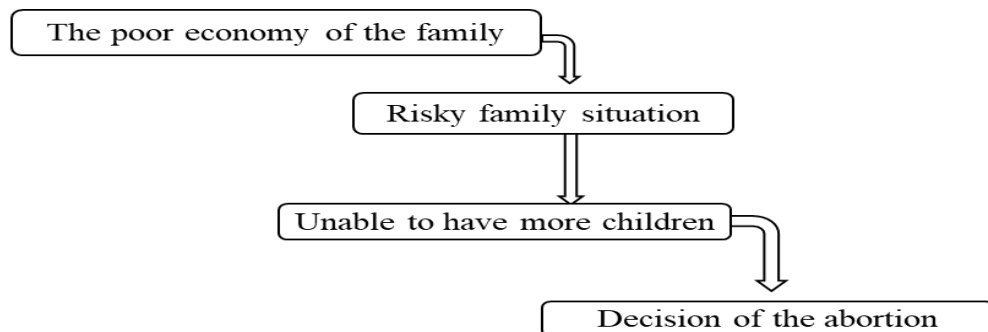 The poor economy of the family
Risky family situation
Unable to have more children
Decision of the abortion